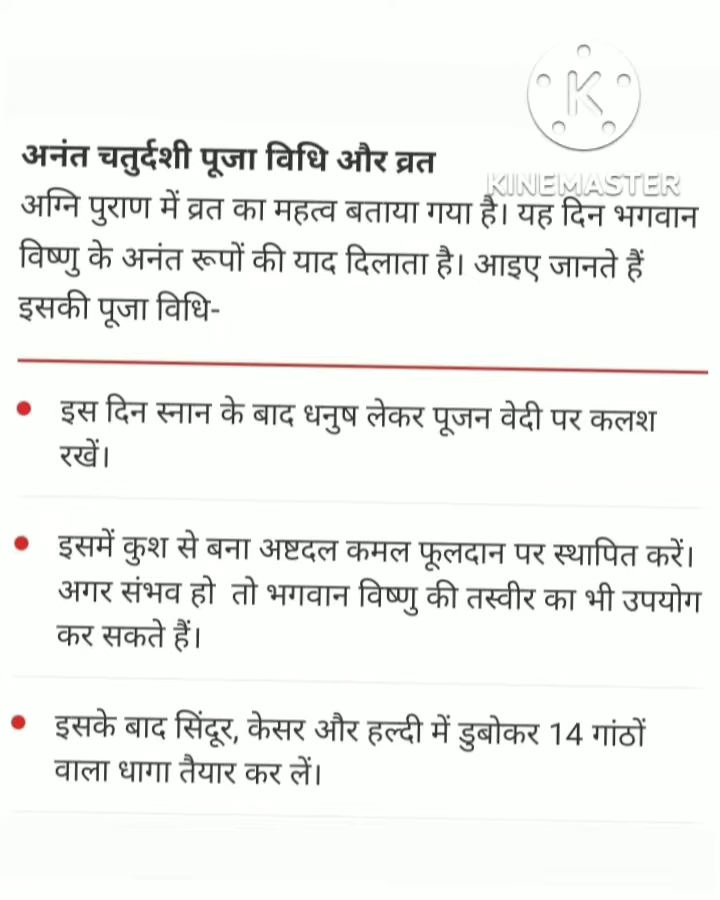 KINEMASTER
अनंत चतुर्दशी पूजा विधि और व्रत
अग्नि पुराण में व्रत का महत्व बताया गया है। यह दिन भगवान
विष्णु के अनंत रूपों की याद दिलाता है। आइए जानते हैं
इसकी पूजा विधि-
इस दिन स्नान के बाद धनुष लेकर पूजन वेदी पर कलश
रखें।
इसमें कुश से बना अष्टदल कमल फूलदान पर स्थापित करें।
अगर संभव हो तो भगवान विष्णु की तस्वीर का भी उपयोग
कर सकते हैं।
इसके बाद सिंदूर, केसर और हल्दी में डुबोकर 14 गांठों
वाला धागा तैयार कर लें।